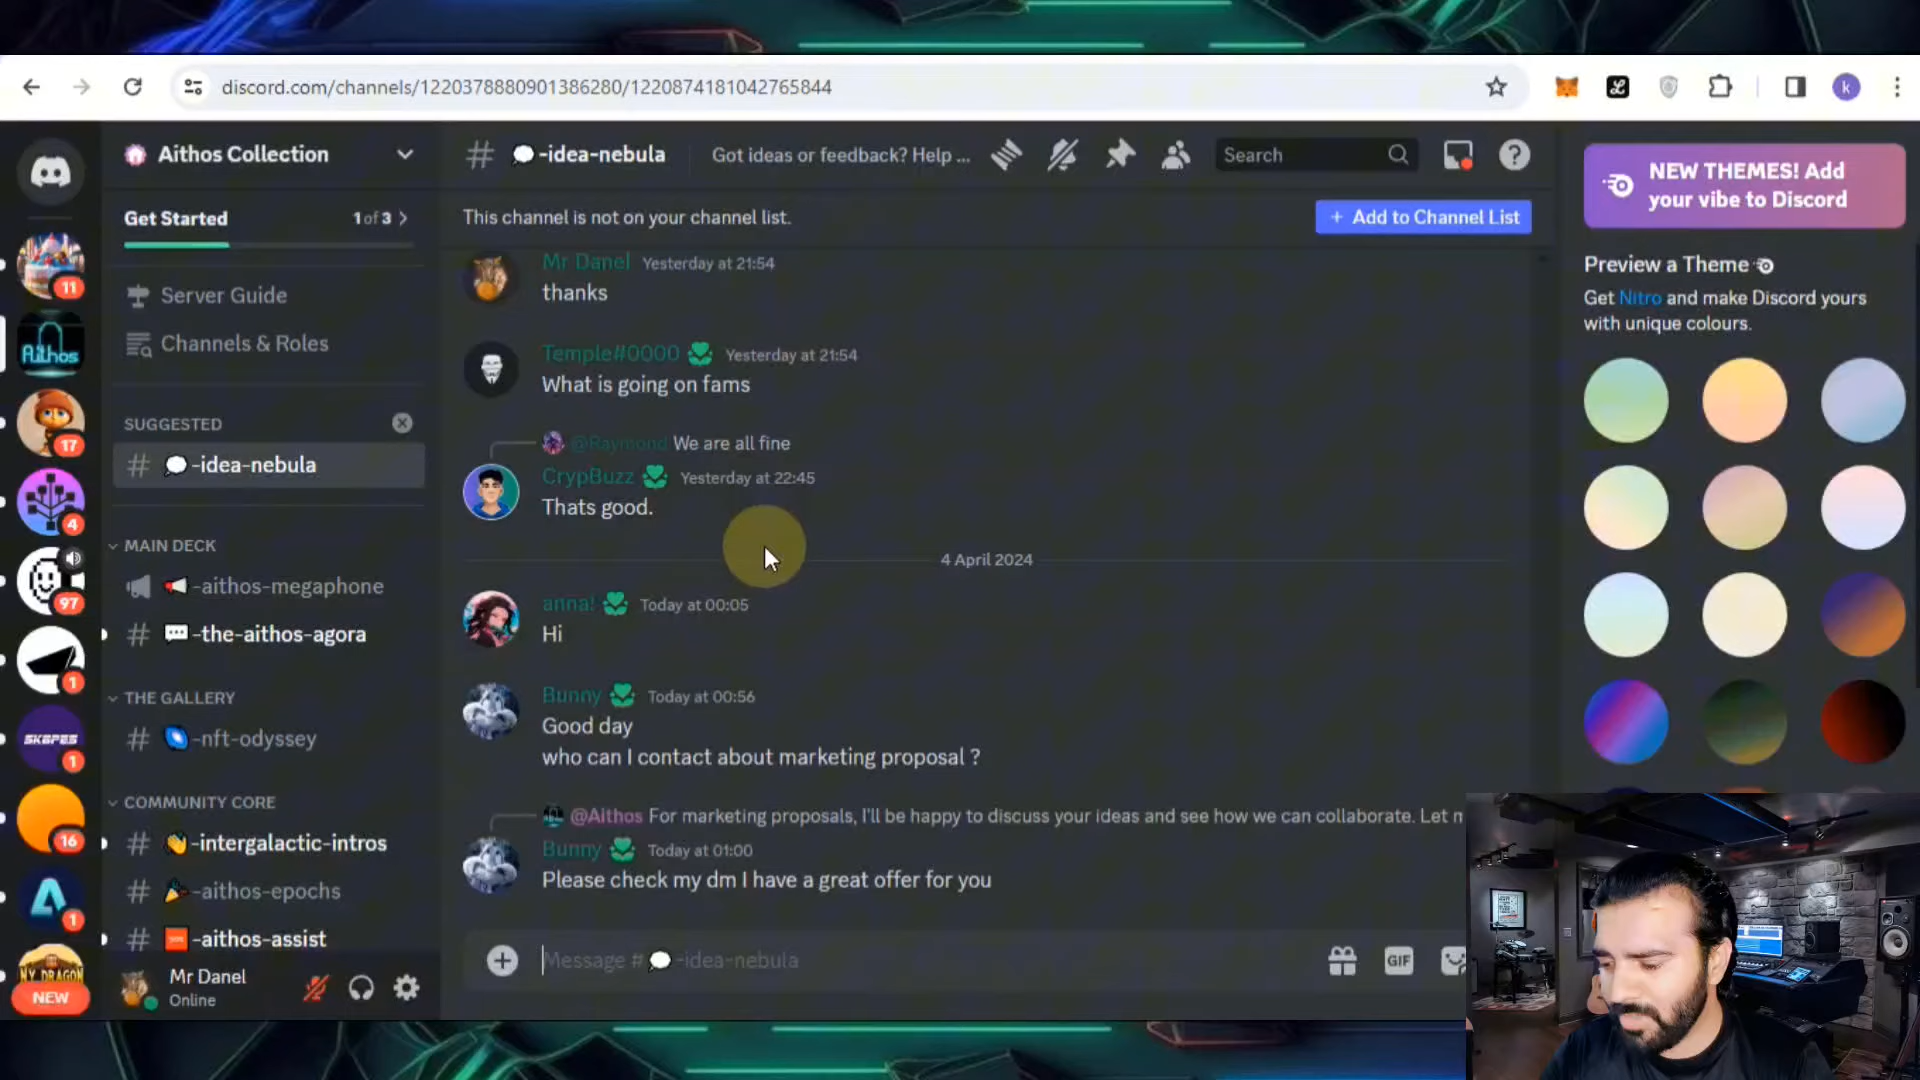 discord.com/channels/1220378880901386280/1220874181042765844
k
Aithos Collection
# -idea-nebula
Got ideas or feedback? Help ...
Search
Get Started
1 of 3
This channel is not on your channel list.
+ Add to Channel List
NEW THEMES! Add
your vibe to Discord
Preview a Theme
Get Nitro and make Discord yours
with unique colours.
11
Aithos
17
4
97
1
SKAPES
1
16
1
NY DRAGON
NEW
Server Guide
Channels & Roles
SUGGESTED
# -idea-nebula
MAIN DECK
-aithos-megaphone
# -the-aithos-agora
THE GALLERY
# -nft-odyssey
COMMUNITY CORE
# -intergalactic-intros
# -aithos-epochs
# -aithos-assist
Mr Danel
Online
Mr Danel Yesterday at 21:54
thanks
Temple#0000 Yesterday at 21:54
What is going on fams
@Raymond We are all fine
CrypBuzz Yesterday at 22:45
Thats good.
4 April 2024
anna! Today at 00:05
Hi
Bunny Today at 00:56
Good day
who can I contact about marketing proposal ?
@Aithos For marketing proposals, I'll be happy to discuss your ideas and see how we can collaborate. Let m
Bunny Today at 01:00
Please check my dm I have a great offer for you
Message # -idea-nebula
GIF